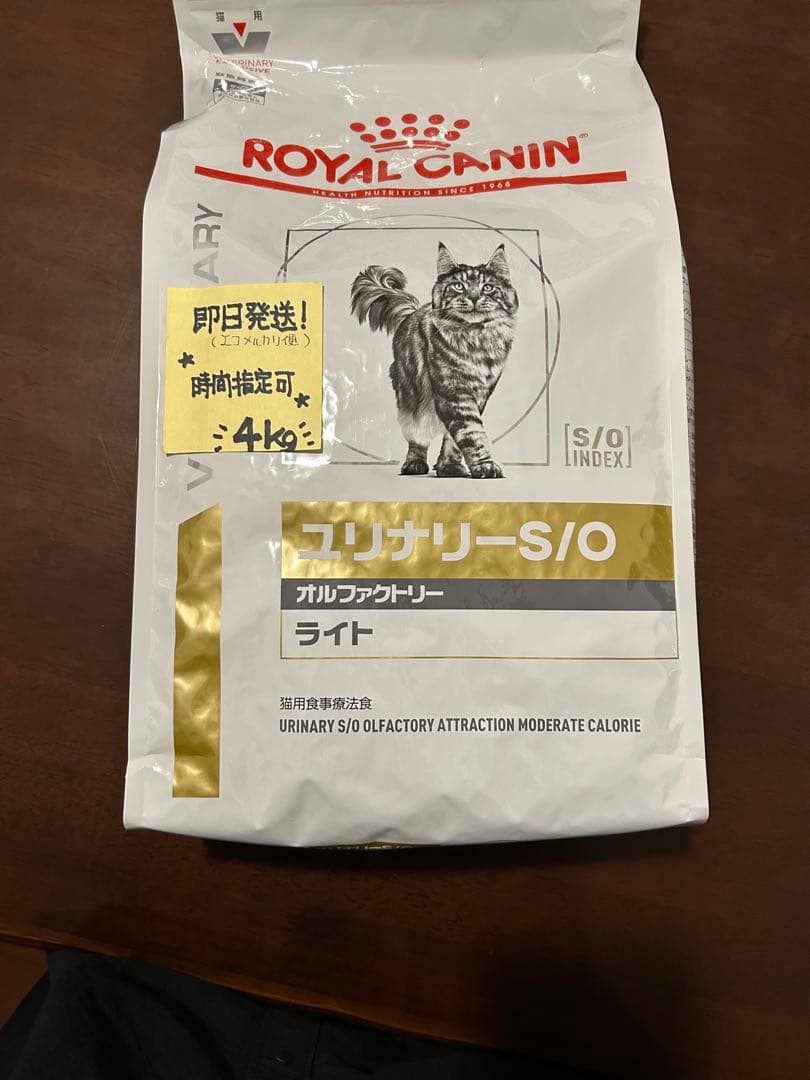 猫 用
VETERINARY
EXCLUSIVE
ROYAL CANIN
HEALTH NUTRITION SINCE 1968
即日発送!
(エコメルカリ便)
時間指定可
4kg
S/O
INDEX
ユリナリーS/O
オルファクトリー
ライト
猫用食事療法食
URINARY S/O OLFACTORY ATTRACTION MODERATE CALORIE